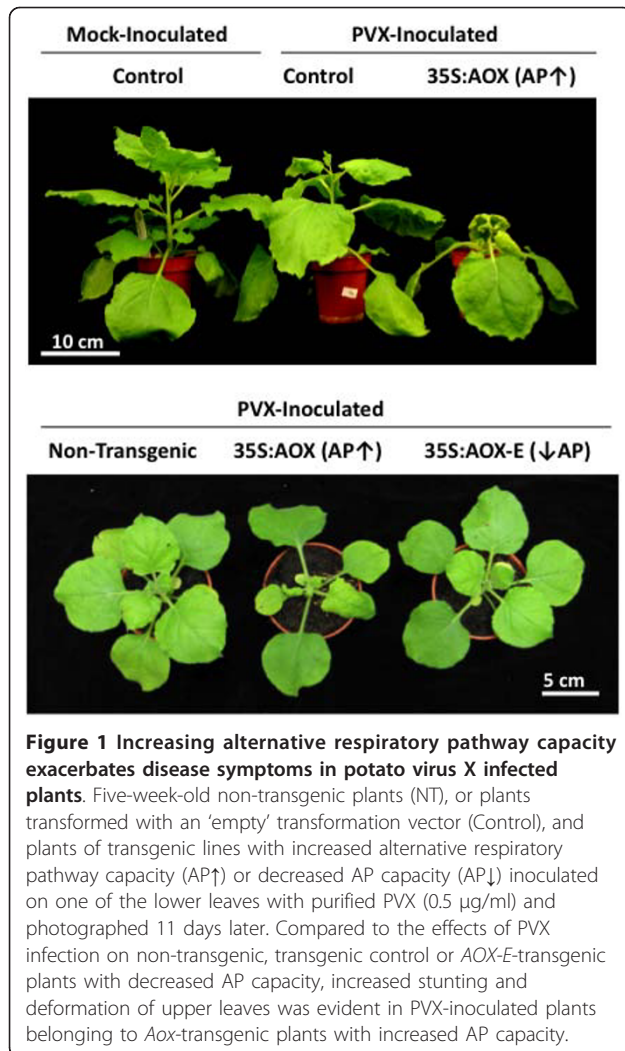 Mock-Inoculated PVX-Inoculated
Control Control 35S:AOX (AP↑)
10 cm
PVX-Inoculated
Non-Transgenic 35S:AOX (AP↑) 35S:AOX-E (↓AP)
5 cm
Figure 1 Increasing alternative respiratory pathway capacity
exacerbates disease symptoms in potato virus X infected
plants. Five-week-old non-transgenic plants (NT), or plants
transformed with an ‘empty’ transformation vector (Control), and
plants of transgenic lines with increased alternative respiratory
pathway capacity (AP↑) or decreased AP capacity (AP↓) inoculated
on one of the lower leaves with purified PVX (0.5 μg/ml) and
photographed 11 days later. Compared to the effects of PVX
infection on non-transgenic, transgenic control or AOX-E-transgenic
plants with decreased AP capacity, increased stunting and
deformation of upper leaves was evident in PVX-inoculated plants
belonging to Aox-transgenic plants with increased AP capacity.